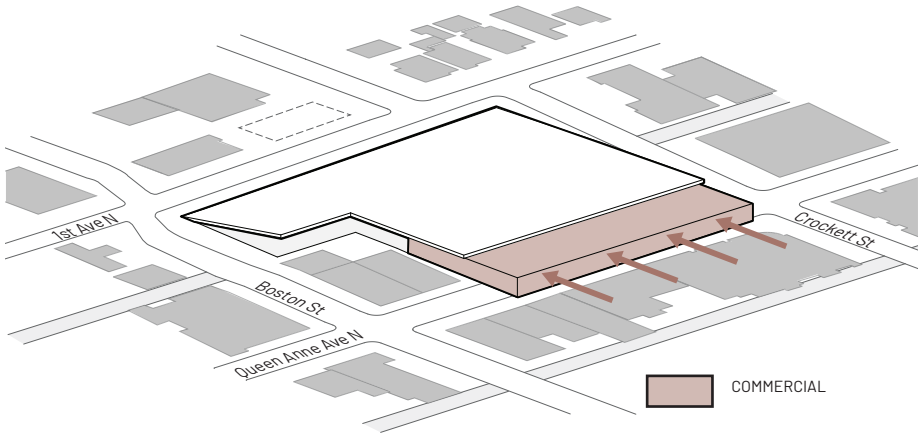 1st Ave N
Crockett St
Boston St
Queen Anne Ave N
COMMERCIAL